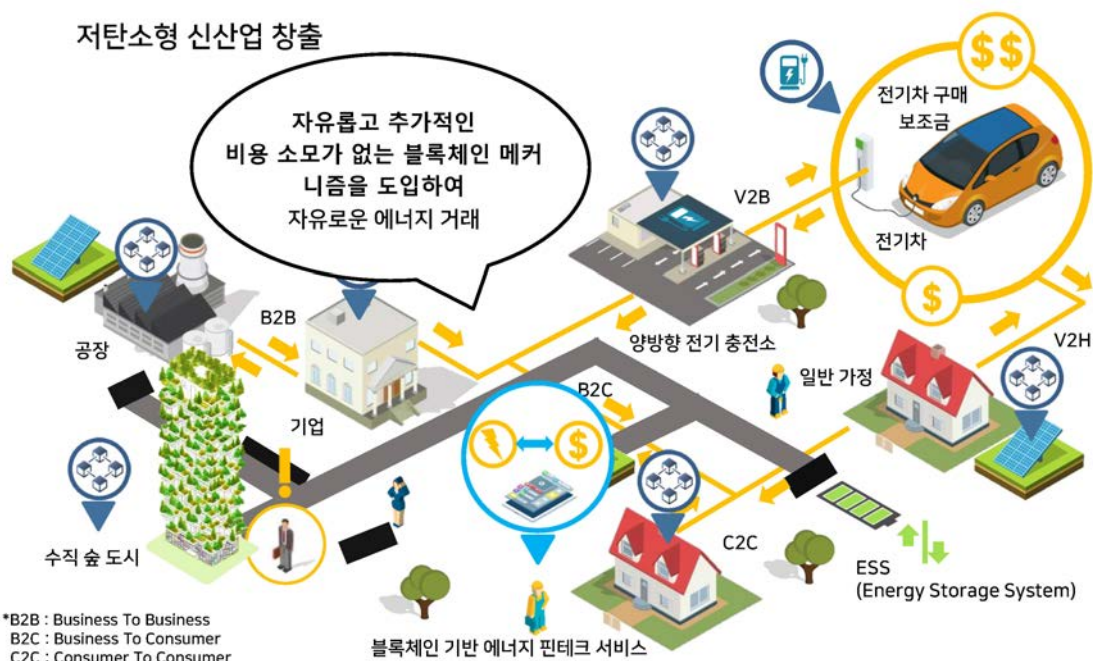 저탄소형 신산업 창출
자유롭고 추가적인
비용 소모가 없는 블록체인 메커
니즘을 도입하여
자유로운 에너지 거래
$$
전기차 구매
보조금
전기차
$
V2B
V2H
B2B
공장
기업
양방향 전기 충전소
일반 가정
B2C
!
$
수직 숲 도시
C2C
ESS
(Energy Storage System)
블록체인 기반 에너지 핀테크 서비스
*B2B : Business To Business
B2C : Business To Consumer
C2C : Consumer To Consumer